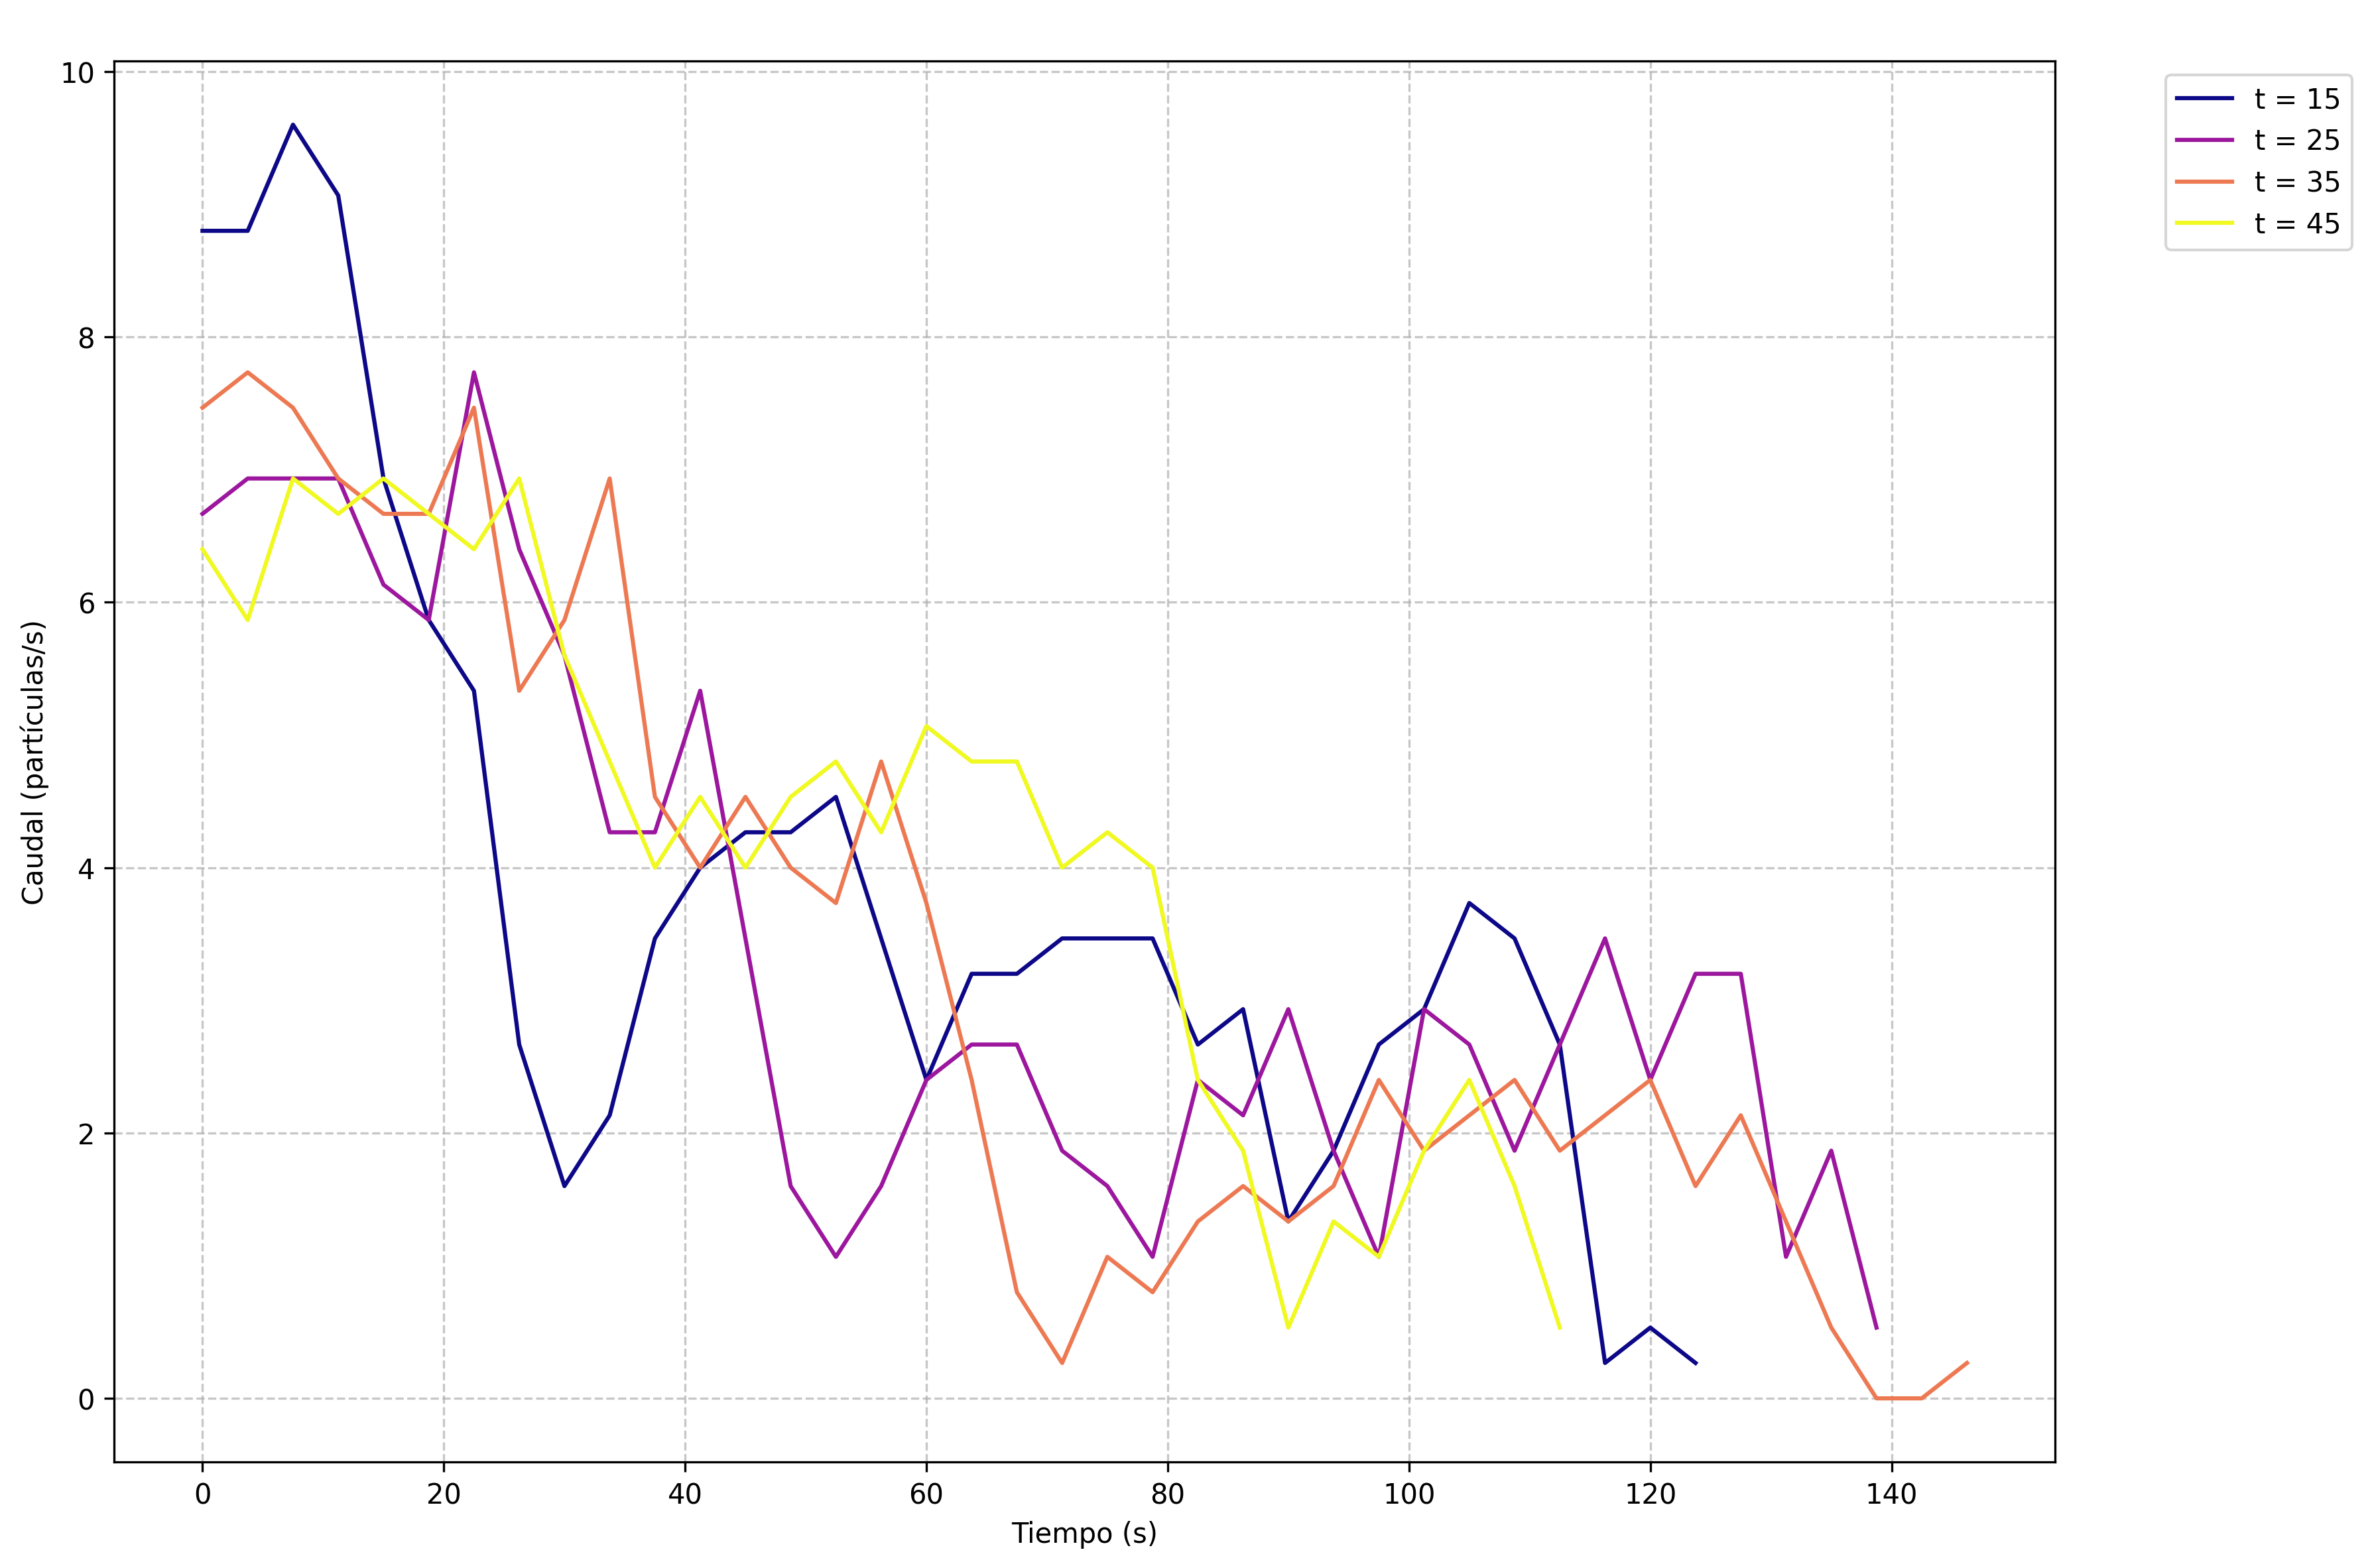 10
8
6
4
2
0
Caudal (partículas/s)
0 20 40 60 80 100 120 140
Tiempo (s)
t = 15
t = 25
t = 35
t = 45